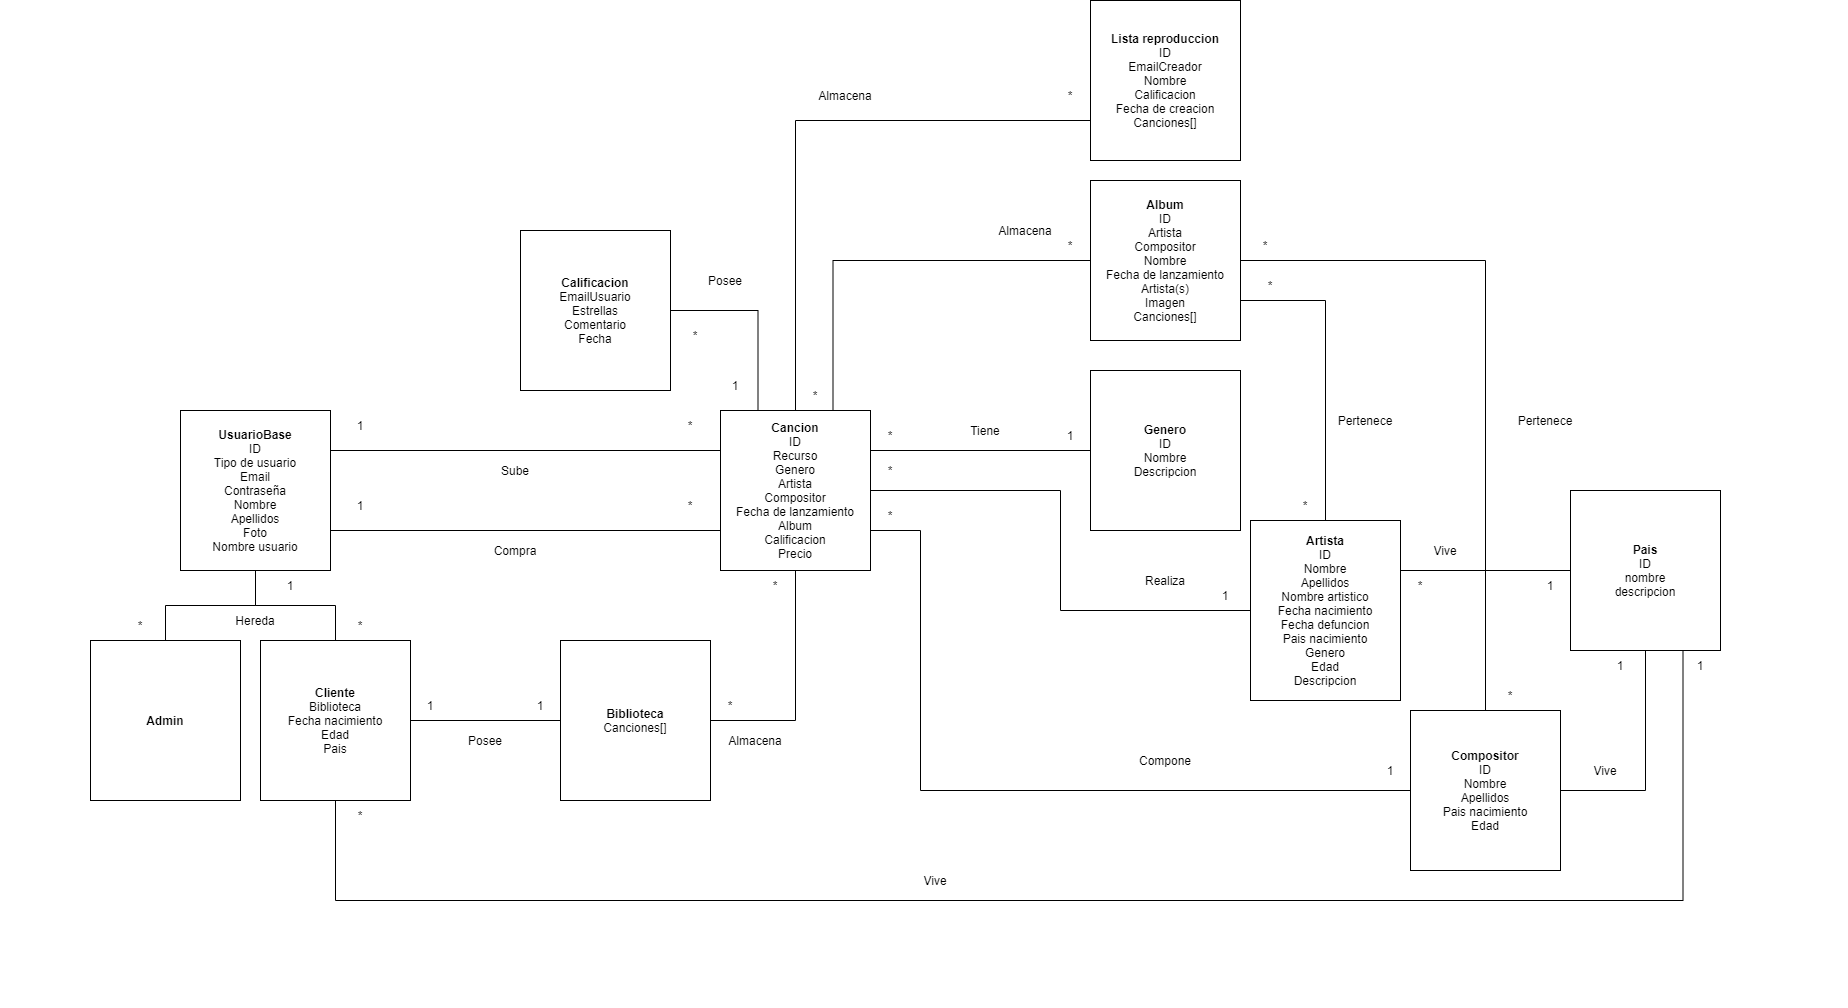 Lista reproduccion
ID
EmailCreador
Nombre
Calificacion
Fecha de creacion
Canciones[]
Almacena
*
Album
ID
Artista
Compositor
Nombre
Fecha de lanzamiento
Artista(s)
Imagen
Canciones[]
Almacena
*
*
*
Calificacion
EmailUsuario
Estrellas
Comentario
Fecha
Posee
*
1
*
UsuarioBase
ID
Tipo de usuario
Email
Contraseña
Nombre
Apellidos
Foto
Nombre usuario
1
*
Sube
1
*
Compra
Cancion
ID
Recurso
Genero
Artista
Compositor
Fecha de lanzamiento
Album
Calificacion
Precio
*
Tiene
1
*
*
Genero
ID
Nombre
Descripcion
Pertenece
Pertenece
*
Artista
ID
Nombre
Apellidos
Nombre artistico
Fecha nacimiento
Fecha defuncion
Pais nacimiento
Genero
Edad
Descripcion
Realiza
1
Vive
*
1
Pais
ID
nombre
descripcion
1
1
1
Hereda
*
*
*
Admin
Cliente
Biblioteca
Fecha nacimiento
Edad
Pais
1
1
Posee
Biblioteca
Canciones[]
*
Almacena
Compone
1
*
Compositor
ID
Nombre
Apellidos
Pais nacimiento
Edad
Vive
*
Vive